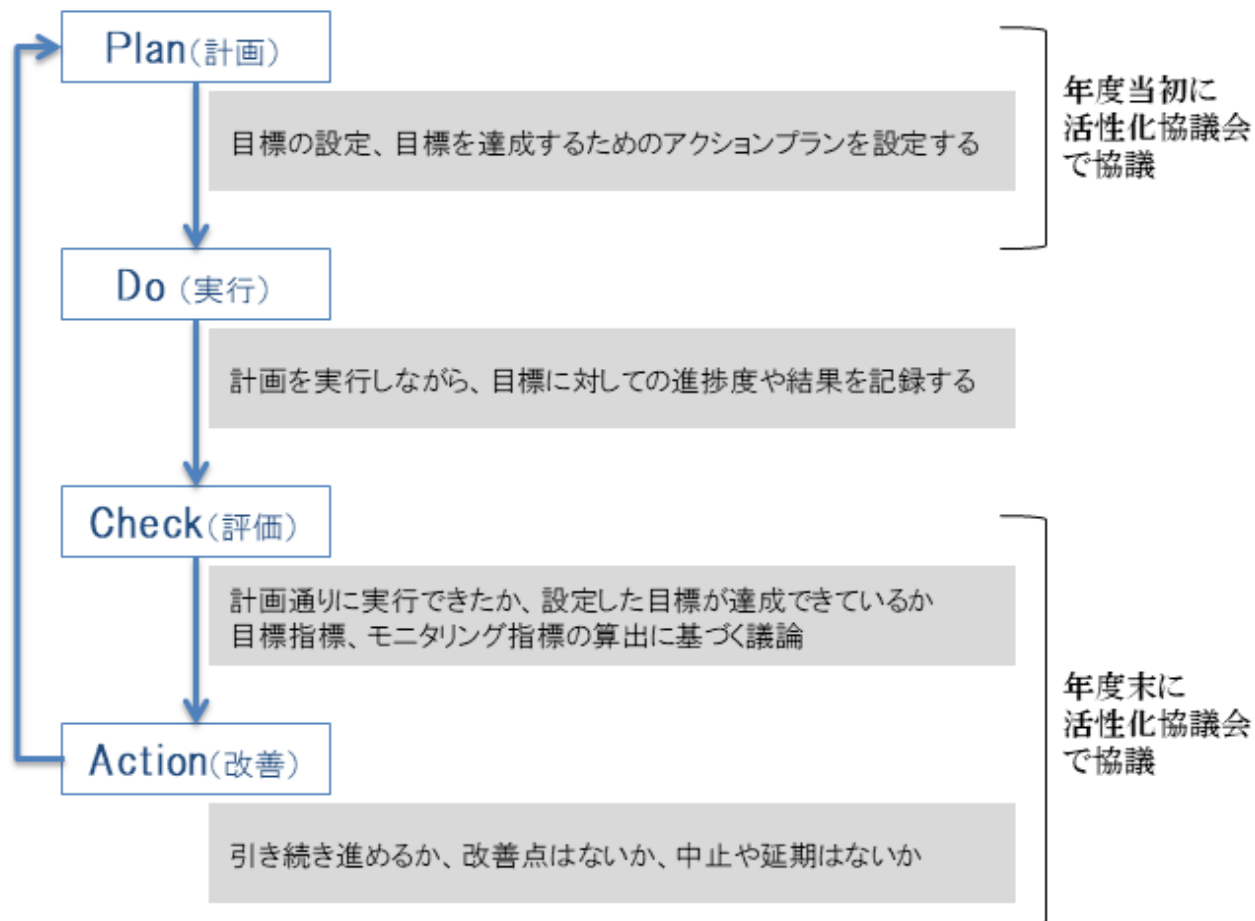 Plan(計画)
目標の設定、目標を達成するためのアクションプランを設定する
年度当初に
活性化協議会
で協議
Do (実行)
計画を実行しながら、目標に対しての進捗度や結果を記録する
Check(評価)
計画通りに実行できたか、設定した目標が達成できているか
目標指標、モニタリング指標の算出に基づく議論
Action(改善)
年度末に
活性化協議会
で協議
引き続き進めるか、改善点はないか、中止や延期はないか